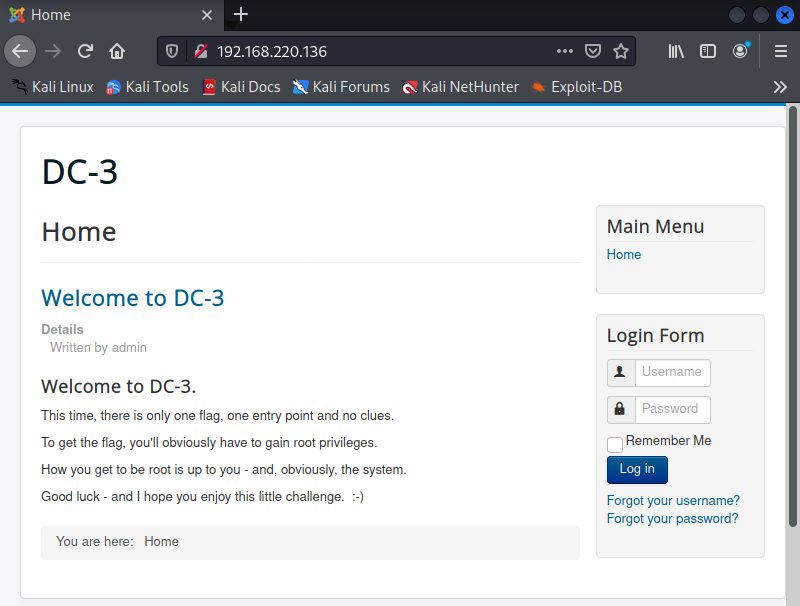 Home
192.168.220.136
Kali Linux Kali Tools Kali Docs Kali Forums Kali NetHunter Exploit-DB
DC-3
Home
Welcome to DC-3
Details
Written by admin
Welcome to DC-3.
This time, there is only one flag, one entry point and no clues.
To get the flag, you'll obviously have to gain root privileges.
How you get to be root is up to you - and, obviously, the system.
Good luck - and I hope you enjoy this little challenge. :-)
You are here: Home
Main Menu
Home
Login Form
Username
Password
Remember Me
Log in
Forgot your username?
Forgot your password?